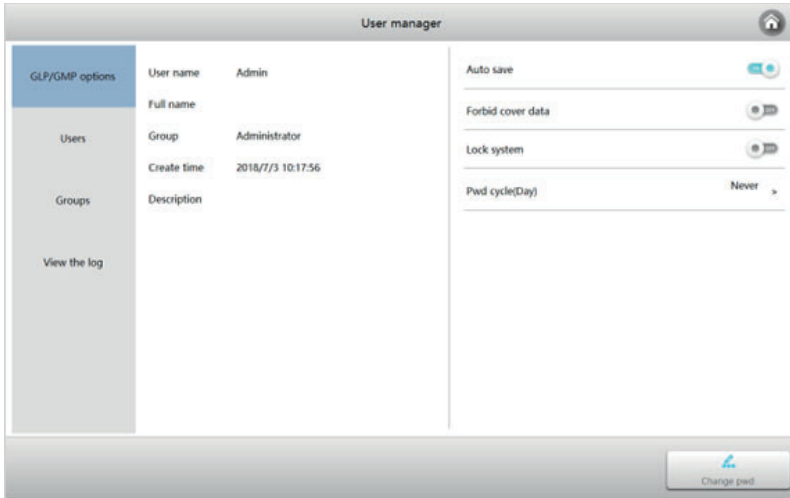 User manager
GLP/GMP options
Users
Groups
View the log
User name Admin
Full name
Group Administrator
Create time 2018/7/3 10:17:56
Description
Auto save
Forbid cover data
Lock system
Pwd cycle(Day) Never >
Change pwd